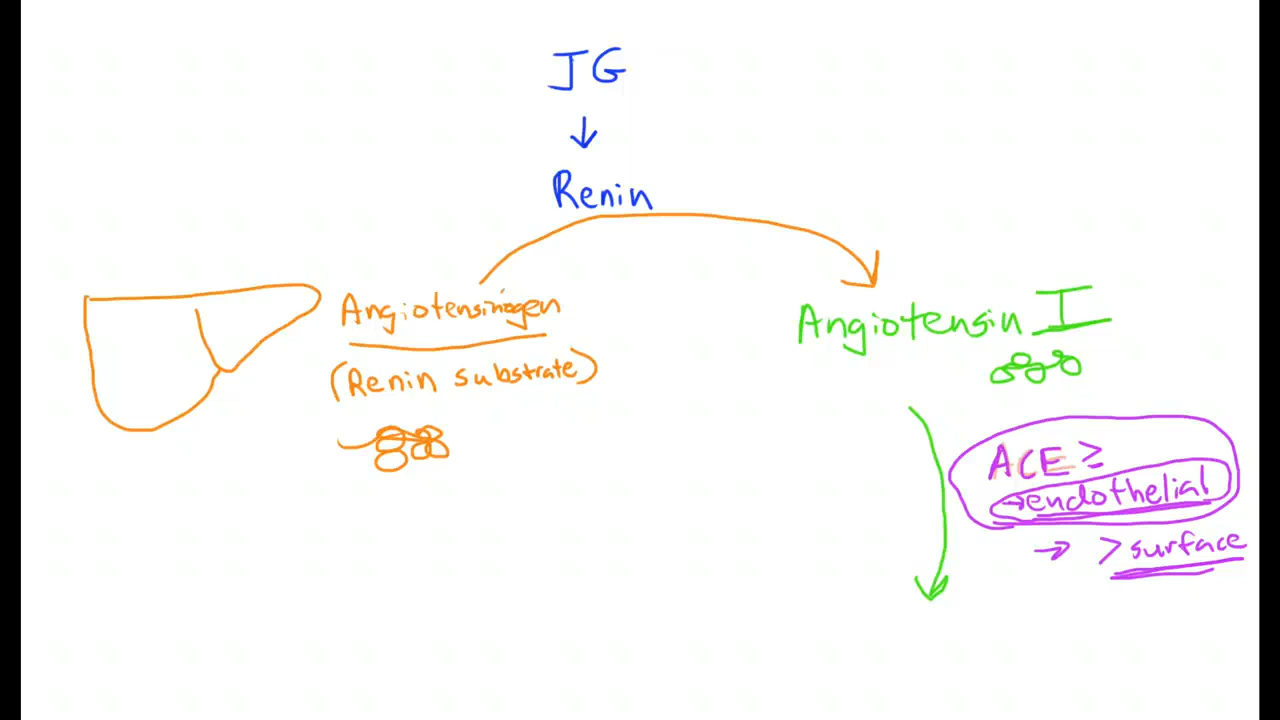 JG
↓
Renin
Angiotensinogen
(Renin substrate)
Angiotensin I
ACE ≥
→endothelial
→ >surface